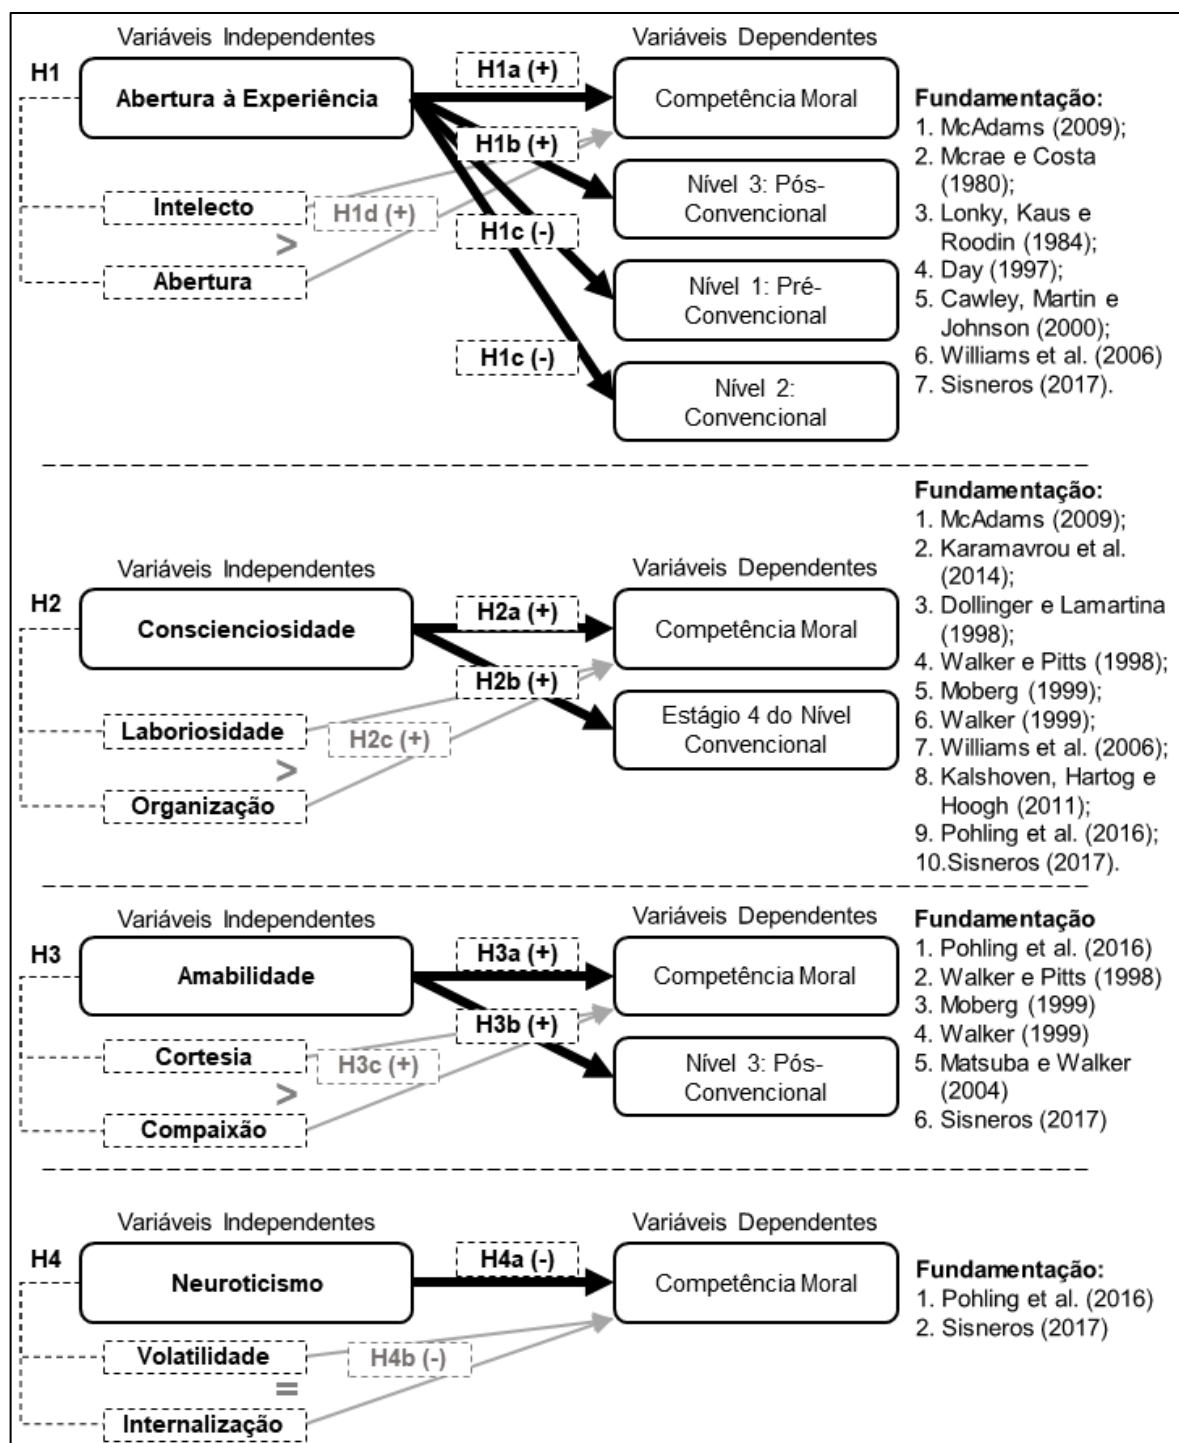 Variáveis Independentes
Variáveis Dependentes
H1
Abertura à Experiência
H1a (+)
Competência Moral
H1b (+)
Nível 3: Pós-
Convencional
Intelecto
H1d (+)
>
Abertura
H1c (-)
Nível 1: Pré-
Convencional
H1c (-)
Nível 2:
Convencional
Fundamentação:
1. McAdams (2009);
2. Mcrae e Costa
(1980);
3. Lonky, Kaus e
Roodin (1984);
4. Day (1997);
5. Cawley, Martin e
Johnson (2000);
6. Williams et al. (2006)
7. Sisneros (2017).
Variáveis Independentes
Variáveis Dependentes
H2
Conscienciosidade
H2a (+)
Competência Moral
H2b (+)
Estágio 4 do Nível
Convencional
Laboriosidade
H2c (+)
>
Organização
Fundamentação:
1. McAdams (2009);
2. Karamavrou et al.
(2014);
3. Dollinger e Lamartina
(1998);
4. Walker e Pitts (1998);
5. Moberg (1999);
6. Walker (1999);
7. Williams et al. (2006);
8. Kalshoven, Hartog e
Hoogh (2011);
9. Pohling et al. (2016);
10.Sisneros (2017).
Variáveis Independentes
Variáveis Dependentes
H3
Amabilidade
H3a (+)
Competência Moral
H3b (+)
Nível 3: Pós-
Convencional
Cortesia
H3c (+)
>
Compaixão
Fundamentação
1. Pohling et al. (2016)
2. Walker e Pitts (1998)
3. Moberg (1999)
4. Walker (1999)
5. Matsuba e Walker
(2004)
6. Sisneros (2017)
Variáveis Independentes
Variáveis Dependentes
H4
Neuroticismo
H4a (-)
Competência Moral
Volatilidade
H4b (-)
=
Internalização
Fundamentação:
1. Pohling et al. (2016)
2. Sisneros (2017)